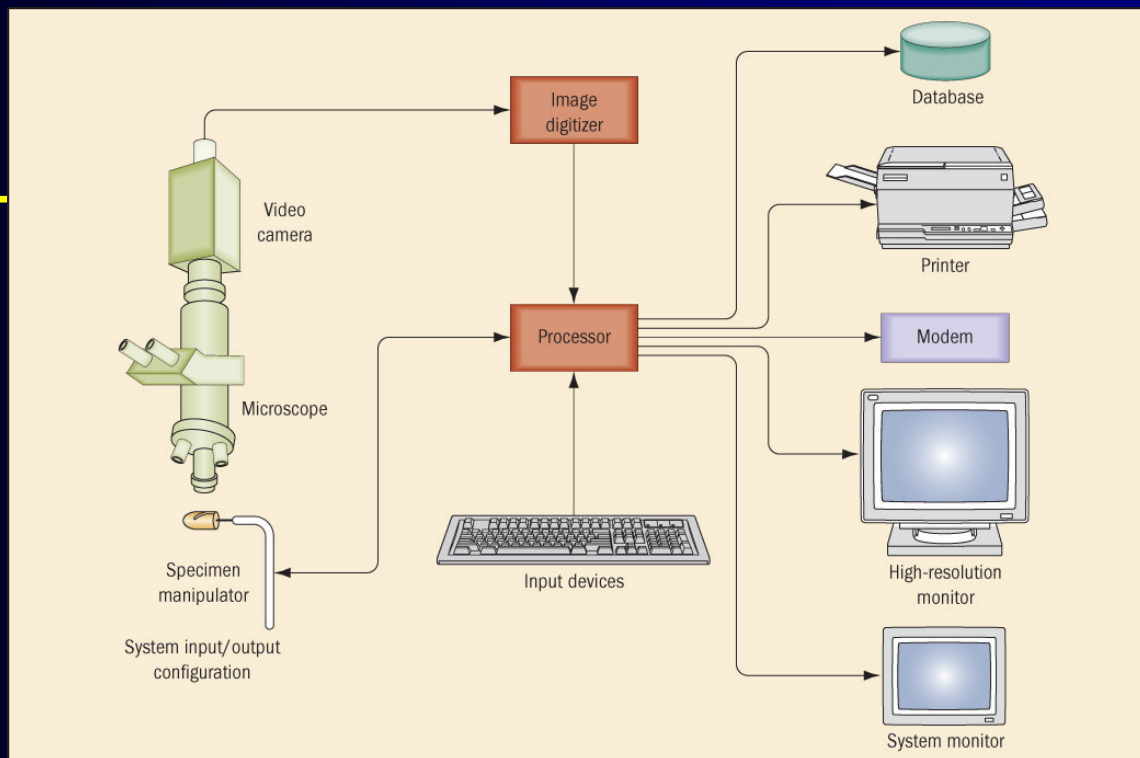 Database
Image
digitizer
Video
camera
Printer
Processor
Modem
Microscope
Specimen
manipulator
Input devices
High-resolution
monitor
System input/output
configuration
System monitor